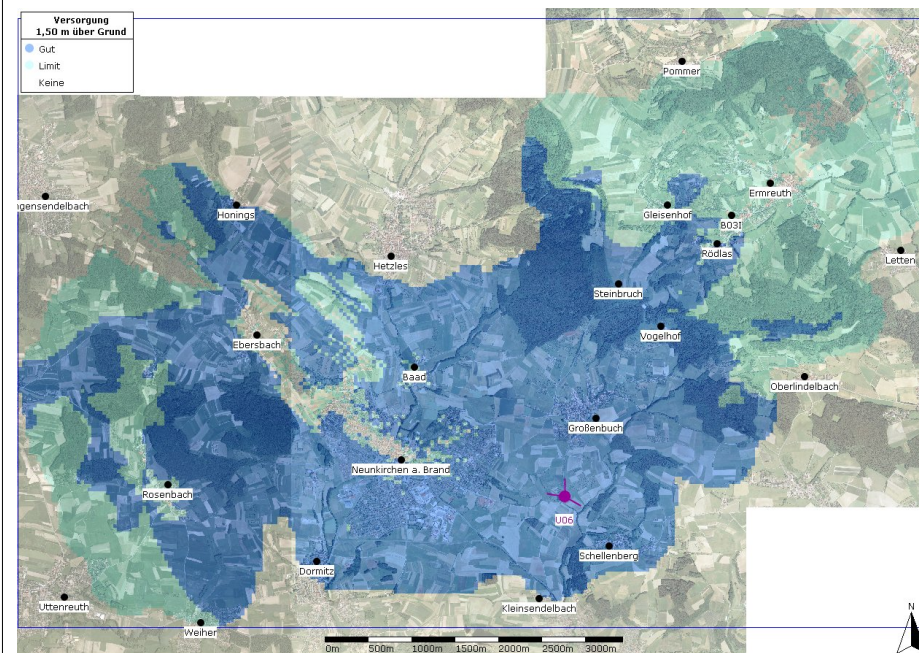 Versorgung
1,50 m über Grund
Gut
Limit
Keine
Pommer
ngensendelbach
Honings
Ermreuth
Gleisenhof
B03I
Rödlas
Letten
Hetzles
Steinbruch
Vogelhof
Ebersbach
Baad
Oberlindelbach
Großenbuch
Neunkirchen a. Brand
Rosenbach
U06
Schellenberg
Dormitz
Uttenreuth
Kleinsendelbach
Weiher
N
0m 500m 1000m 1500m 2000m 2500m 3000m